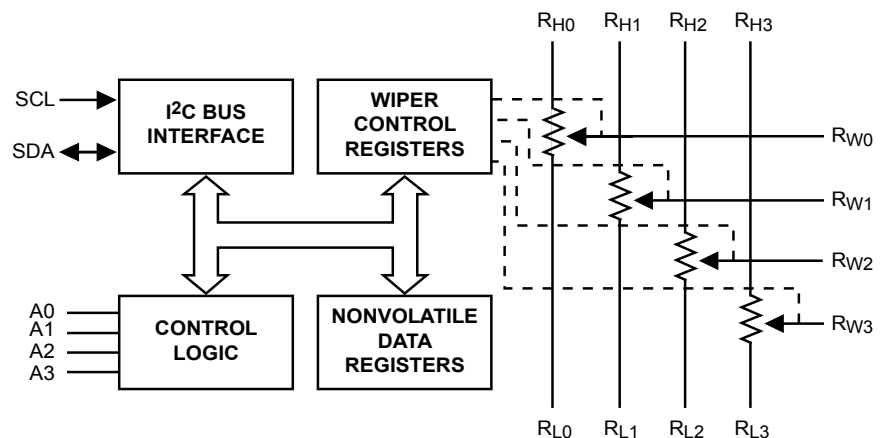 RH0 RH1 RH2 RH3
SCL
SDA
I²C BUS
INTERFACE
WIPER
CONTROL
REGISTERS
RW0
RW1
RW2
RW3
A0
A1
A2
A3
CONTROL
LOGIC
NONVOLATILE
DATA
REGISTERS
RL0 RL1 RL2 RL3